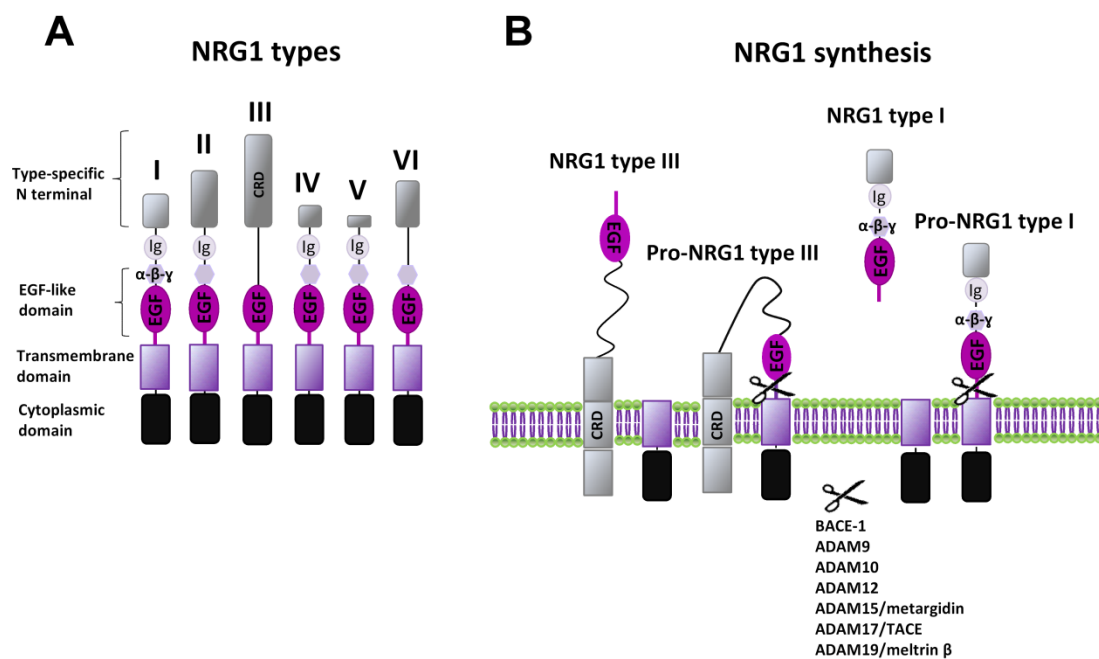 A
NRG1 types
I
II
III
IV
V
VI
Type-specific
N terminal
CRD
Ig
Ig
Ig
Ig
α-β-ɣ
EGF-like
domain
EGF
EGF
EGF
EGF
EGF
EGF
Transmembrane
domain
Cytoplasmic
domain
B
NRG1 synthesis
NRG1 type III
EGF
CRD
Pro-NRG1 type III
EGF
CRD
NRG1 type I
Ig
α-β-ɣ
EGF
Pro-NRG1 type I
Ig
α-β-ɣ
EGF
BACE-1
ADAM9
ADAM10
ADAM12
ADAM15/metargidin
ADAM17/TACE
ADAM19/meltrin β